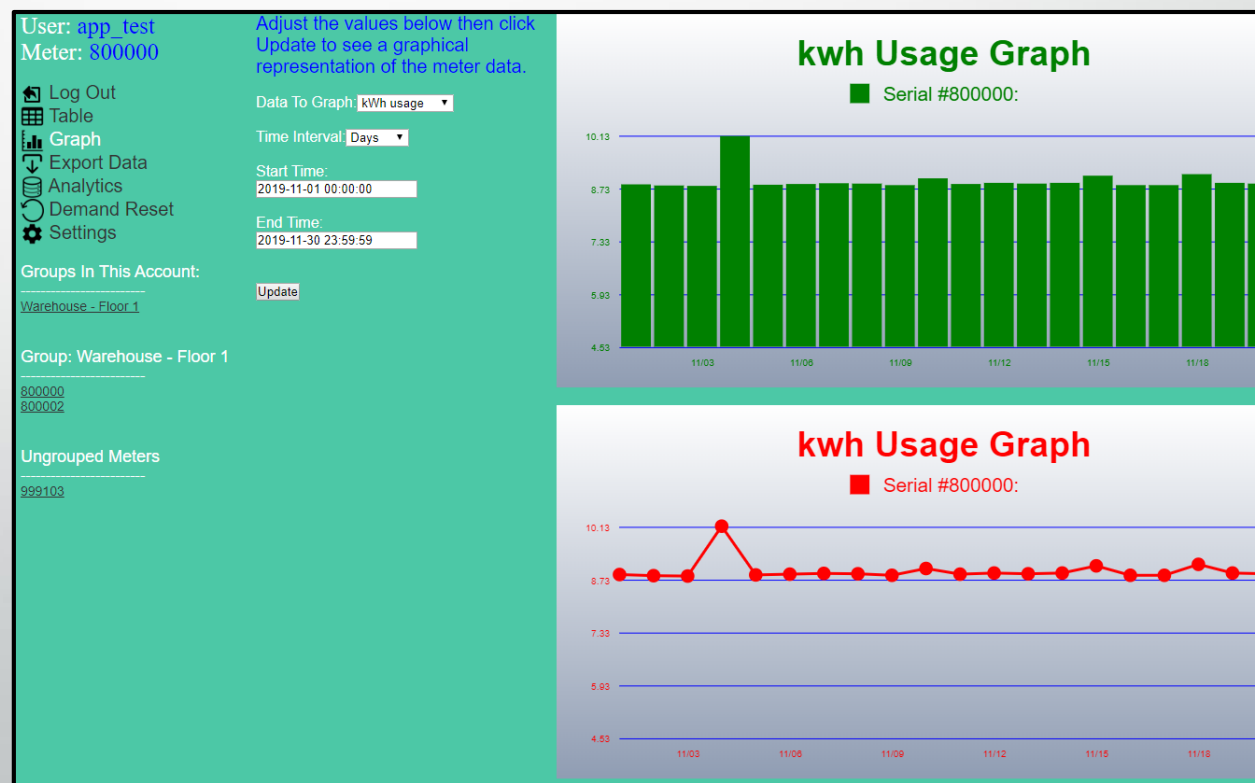 User: app_test
Meter: 800000
Log Out
Table
Graph
Export Data
Analytics
Demand Reset
Settings
Groups In This Account:
-------------------------
Warehouse - Floor 1
Group: Warehouse - Floor 1
-------------------------
800000
800002
Ungrouped Meters
-------------------------
999103
Adjust the values below then click
Update to see a graphical
representation of the meter data.
Data To Graph: kWh usage
Time Interval: Days
Start Time:
2019-11-01 00:00:00
End Time:
2019-11-30 23:59:59
Update
kwh Usage Graph
Serial #800000:
10.13
8.73
7.33
5.93
4.53
11/03 11/06 11/09 11/12 11/15 11/18
kwh Usage Graph
Serial #800000:
10.13
8.73
7.33
5.93
4.53
11/03 11/06 11/09 11/12 11/15 11/18